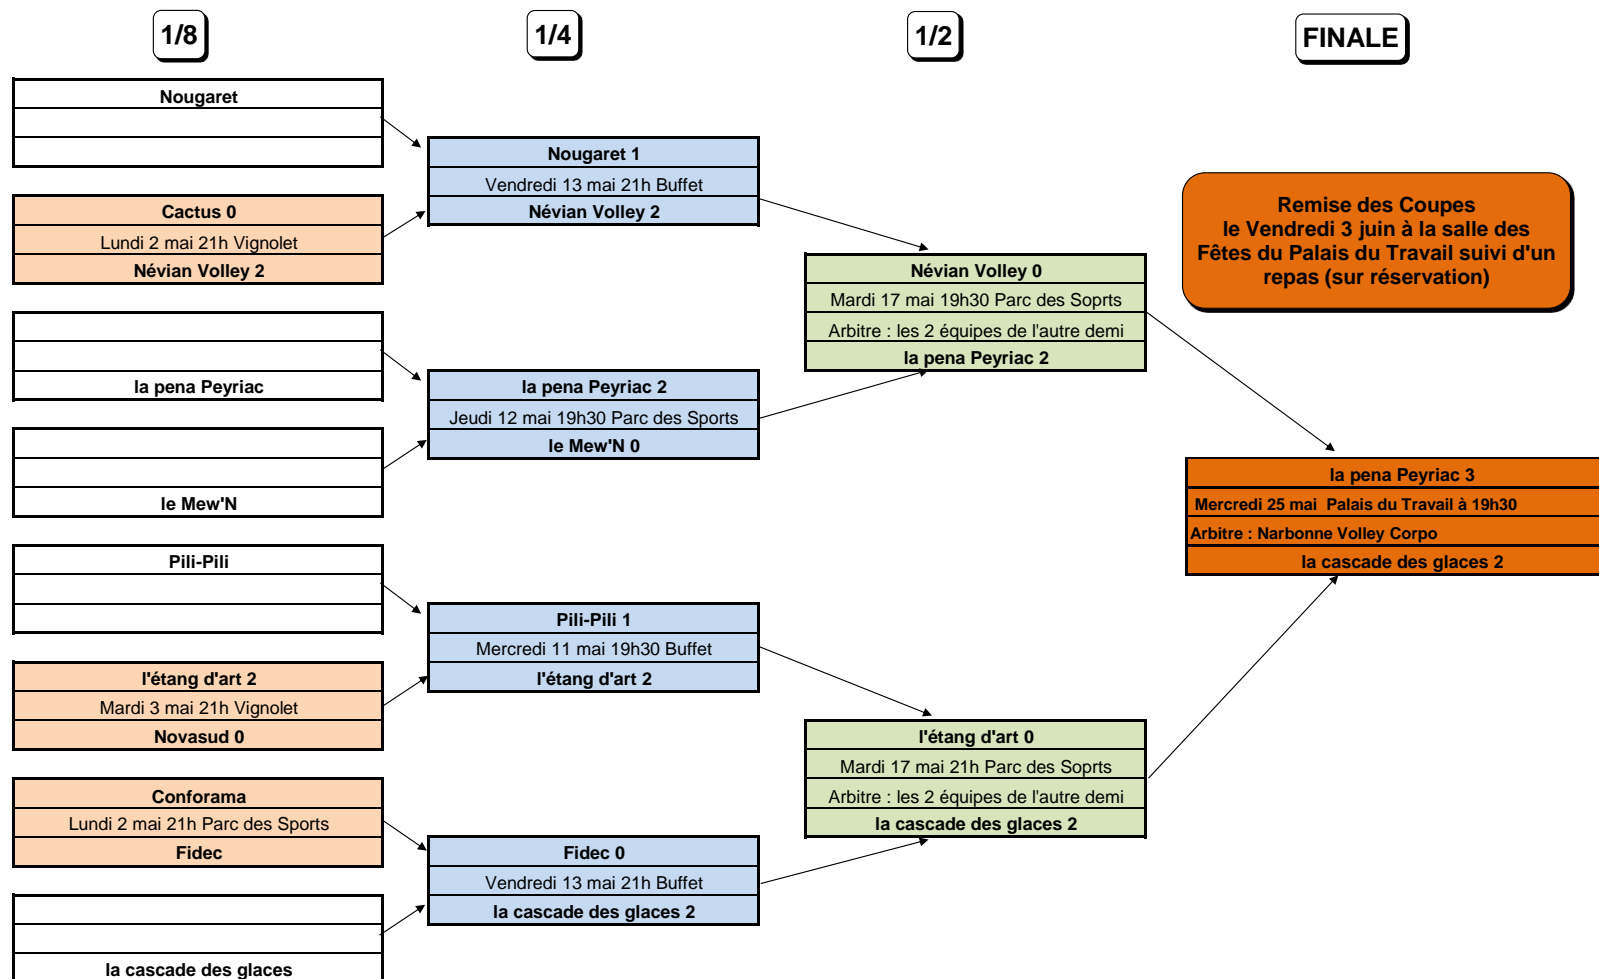 1/8
1/4
1/2
FINALE
Nougaret
Cactus 0
Lundi 2 mai 21h Vignolet
Névian Volley 2
la pena Peyriac
le Mew'N
Pili-Pili
l'étang d'art 2
Mardi 3 mai 21h Vignolet
Novasud 0
Conforama
Lundi 2 mai 21h Parc des Sports
Fidec
la cascade des glaces
Nougaret 1
Vendredi 13 mai 21h Buffet
Névian Volley 2
la pena Peyriac 2
Jeudi 12 mai 19h30 Parc des Sports
le Mew'N 0
Pili-Pili 1
Mercredi 11 mai 19h30 Buffet
l'étang d'art 2
Fidec 0
Vendredi 13 mai 21h Buffet
la cascade des glaces 2
Névian Volley 0
Mardi 17 mai 19h30 Parc des Soprts
Arbitre : les 2 équipes de l'autre demi
la pena Peyriac 2
l'étang d'art 0
Mardi 17 mai 21h Parc des Soprts
Arbitre : les 2 équipes de l'autre demi
la cascade des glaces 2
Remise des Coupes
le Vendredi 3 juin à la salle des
Fêtes du Palais du Travail suivi d'un
repas (sur réservation)
la pena Peyriac 3
Mercredi 25 mai  Palais du Travail à 19h30
Arbitre : Narbonne Volley Corpo
la cascade des glaces 2